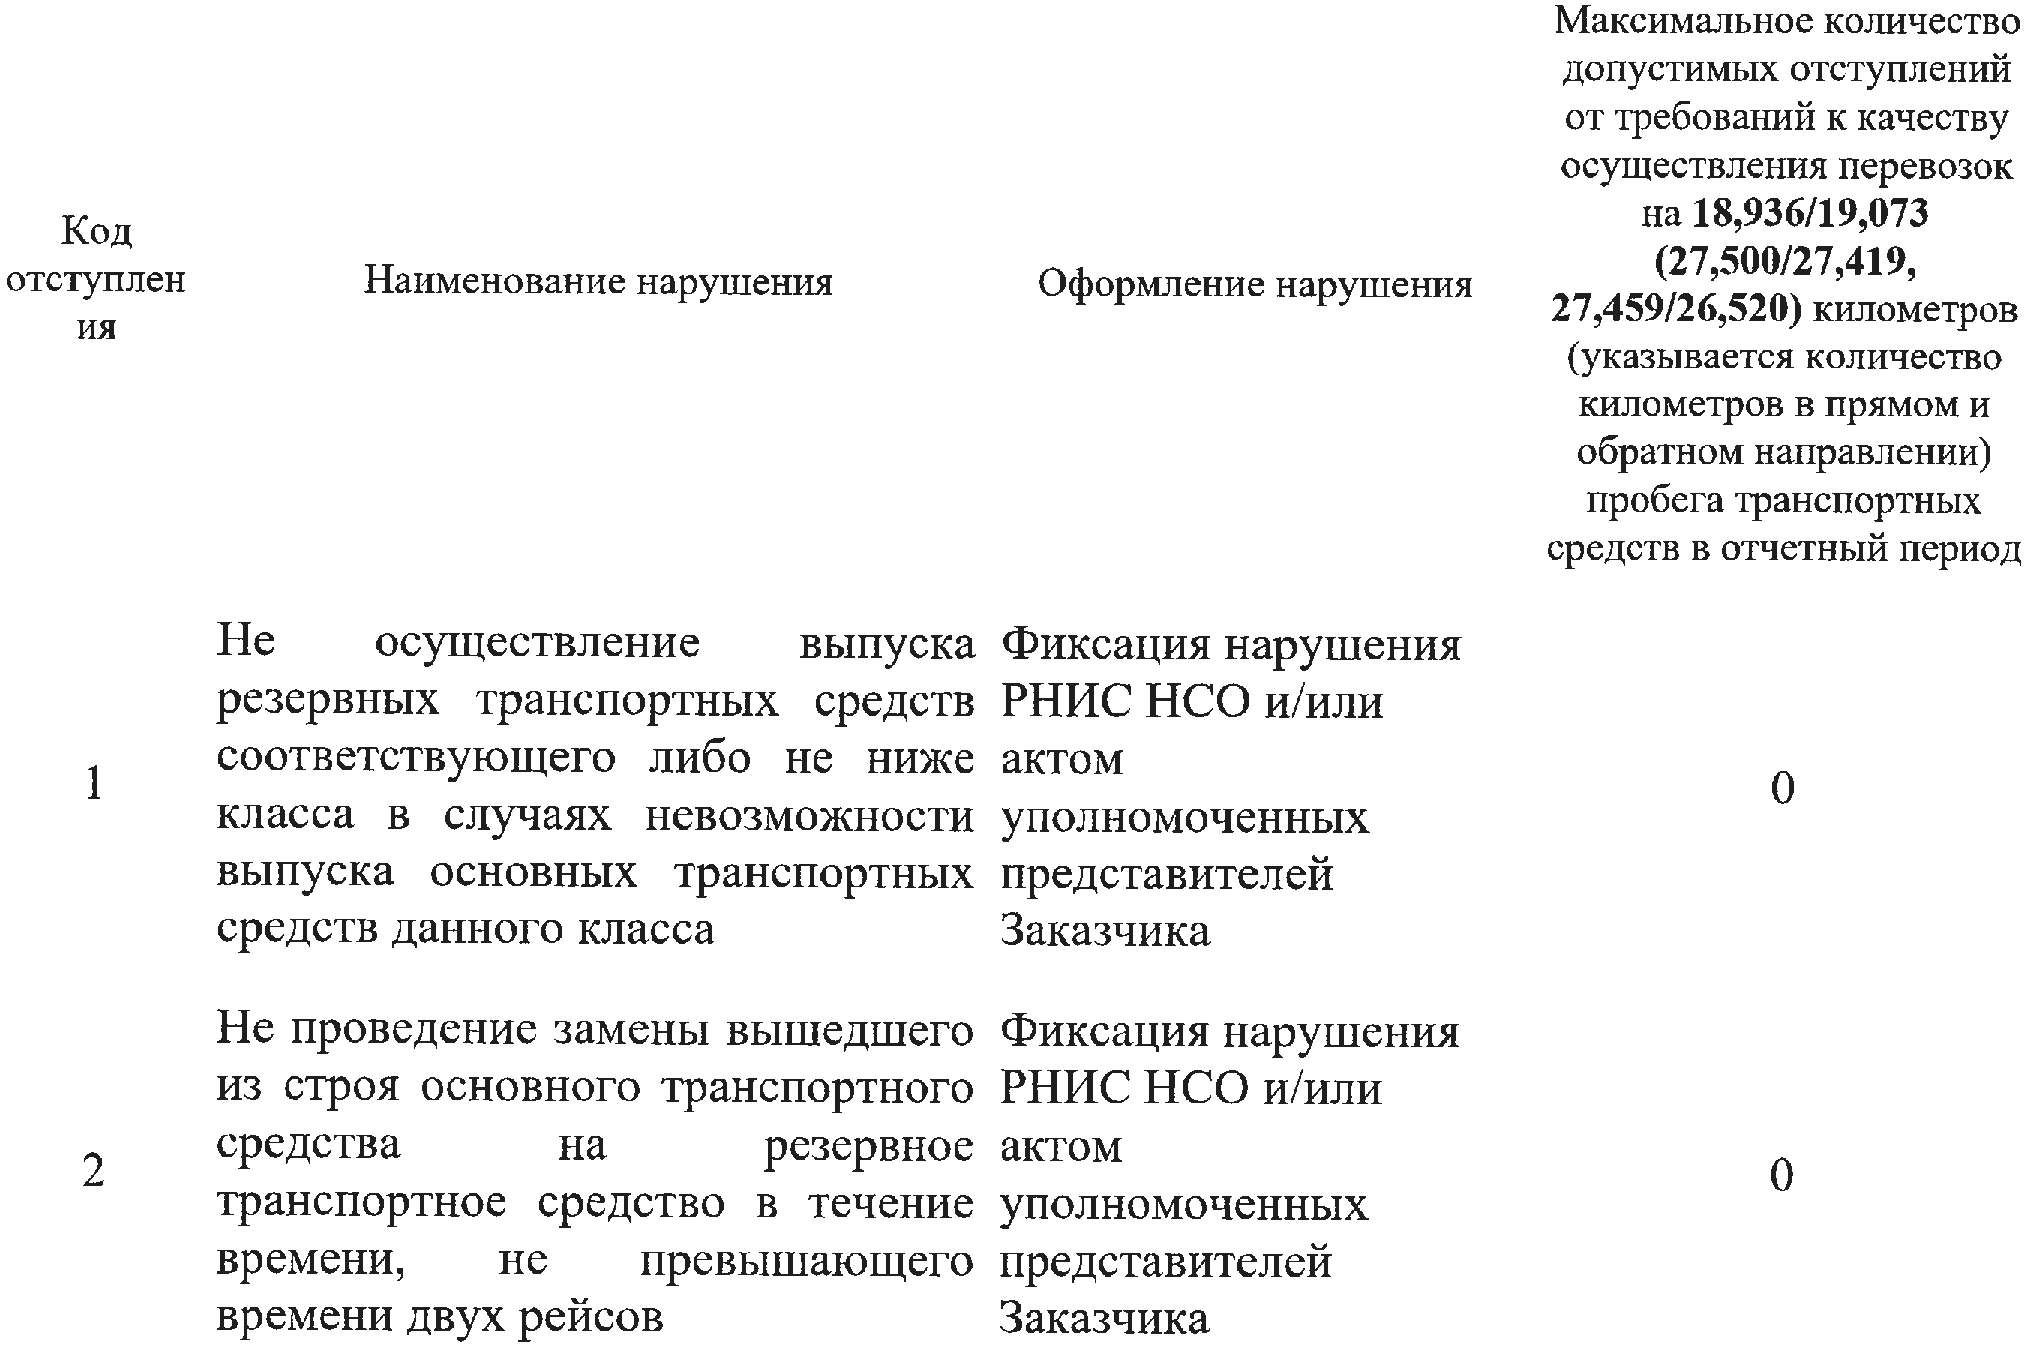 Код
отступлен
ия
Наименование нарушения
Оформление нарушения
Максимальное количество
допустимых отступлений
от требований к качеству
осуществления перевозок
на 18,936/19,073
(27,500/27,419,
27,459/26,520) километров
(указывается количество
километров в прямом и
обратном направлении)
пробега транспортных
средств в отчетный период
1
Не осуществление выпуска
резервных транспортных средств
соответствующего либо не ниже
класса в случаях невозможности
выпуска основных транспортных
средств данного класса
Фиксация нарушения
РНИС НСО и/или
актом
уполномоченных
представителей
Заказчика
0
2
Не проведение замены вышедшего
из строя основного транспортного
средства на резервное
транспортное средство в течение
времени, не превышающего
времени двух рейсов
Фиксация нарушения
РНИС НСО и/или
актом
уполномоченных
представителей
Заказчика
0